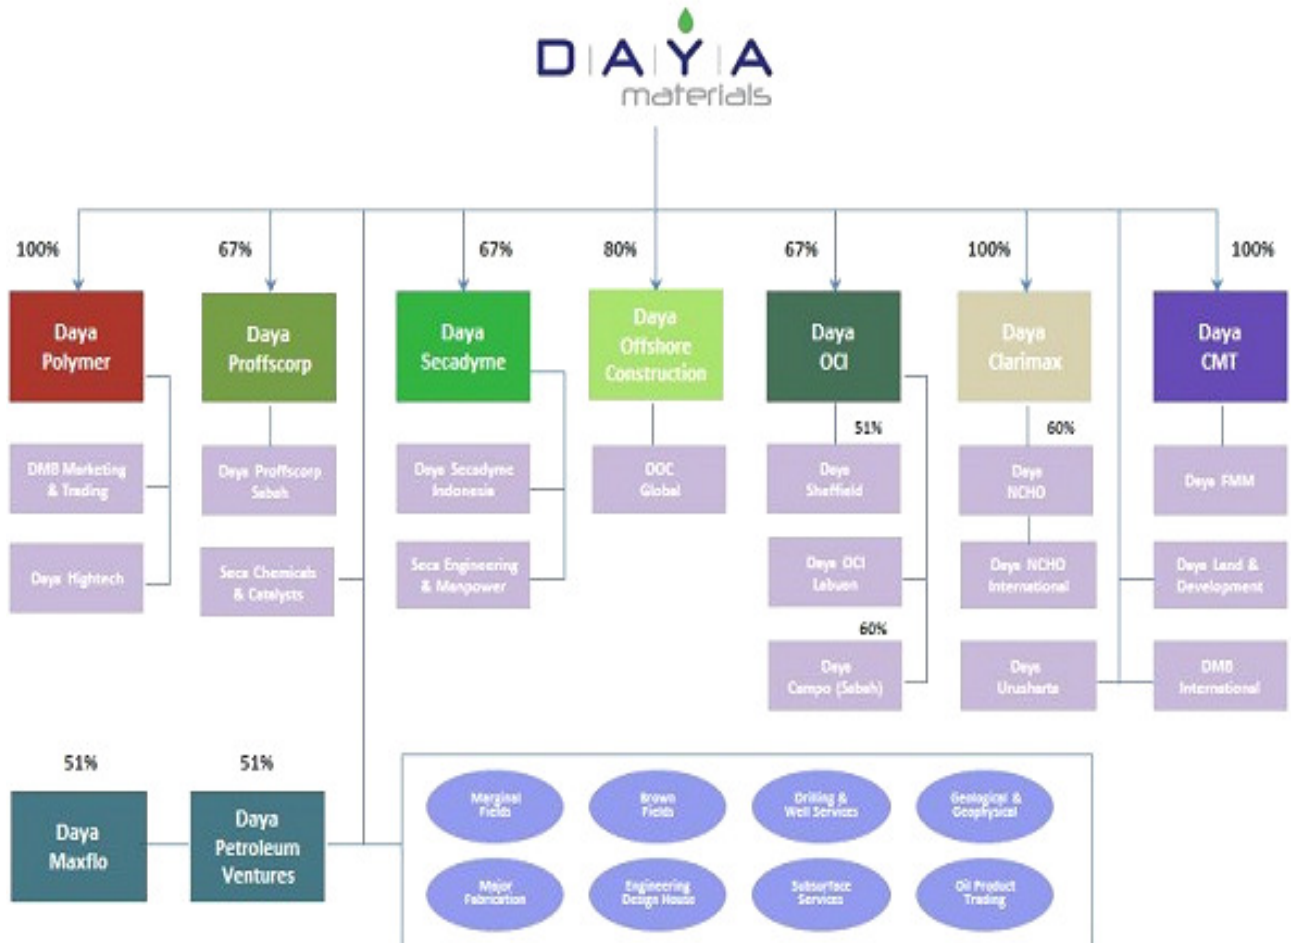 DAYA
materials
100%
67%
67%
80%
67%
100%
100%
Daya
Polymer
Daya
Proffscorp
Daya
Secadyme
Daya
Offshore
Construction
Daya
OCI
Daya
Clarimax
Daya
CMT
51%
60%
DMB Marketing
& Trading
Daya Proffscorp
Sabah
Daya Secadyme
Indonesia
DOC
Global
Daya
Sheffield
Daya
NCHO
Daya FMM
Daya Hightech
Seca Chemicals
& Catalysts
Seca Engineering
& Manpower
Daya OCI
Labuan
Daya NCHO
International
Daya Land &
Development
60%
Daya
Campo (Sabah)
Daya
Urusharta
DMB
International
51%
51%
Daya
Maxflo
Daya
Petroleum
Ventures
Marginal
Fields
Brown
Fields
Drilling &
Well Services
Geological &
Geophysical
Major
Fabrication
Engineering
Design House
Subsurface
Services
Oil Product
Trading